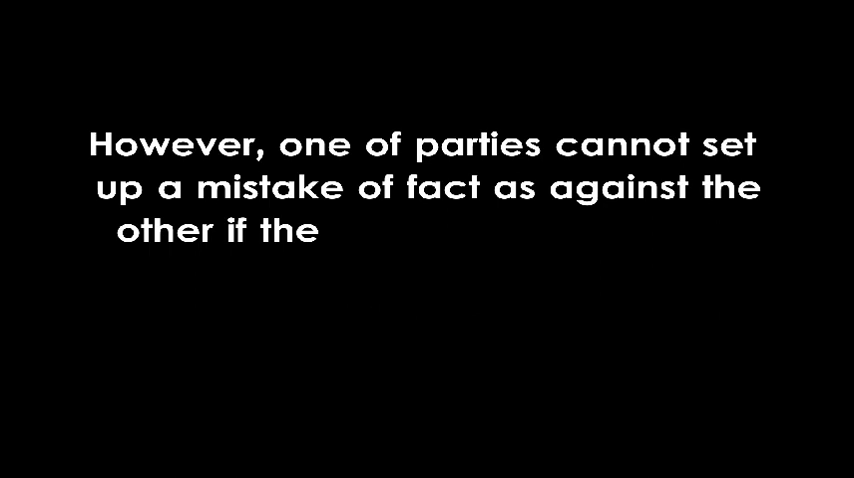 However, one of parties cannot set
up a mistake of fact as against the
other if the